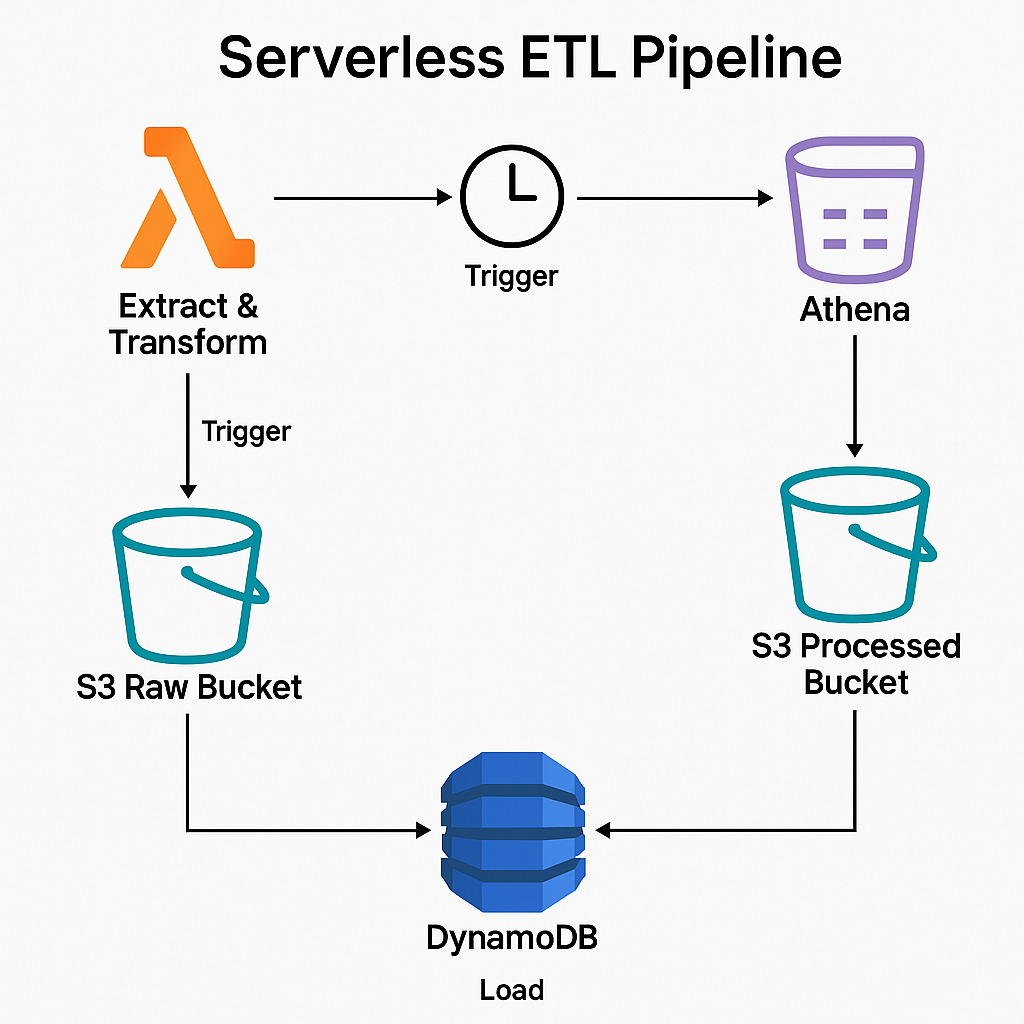 Serverless ETL Pipeline
Extract &
Transform
Trigger
Athena
Trigger
S3 Raw Bucket
S3 Processed
Bucket
DynamoDB
Load